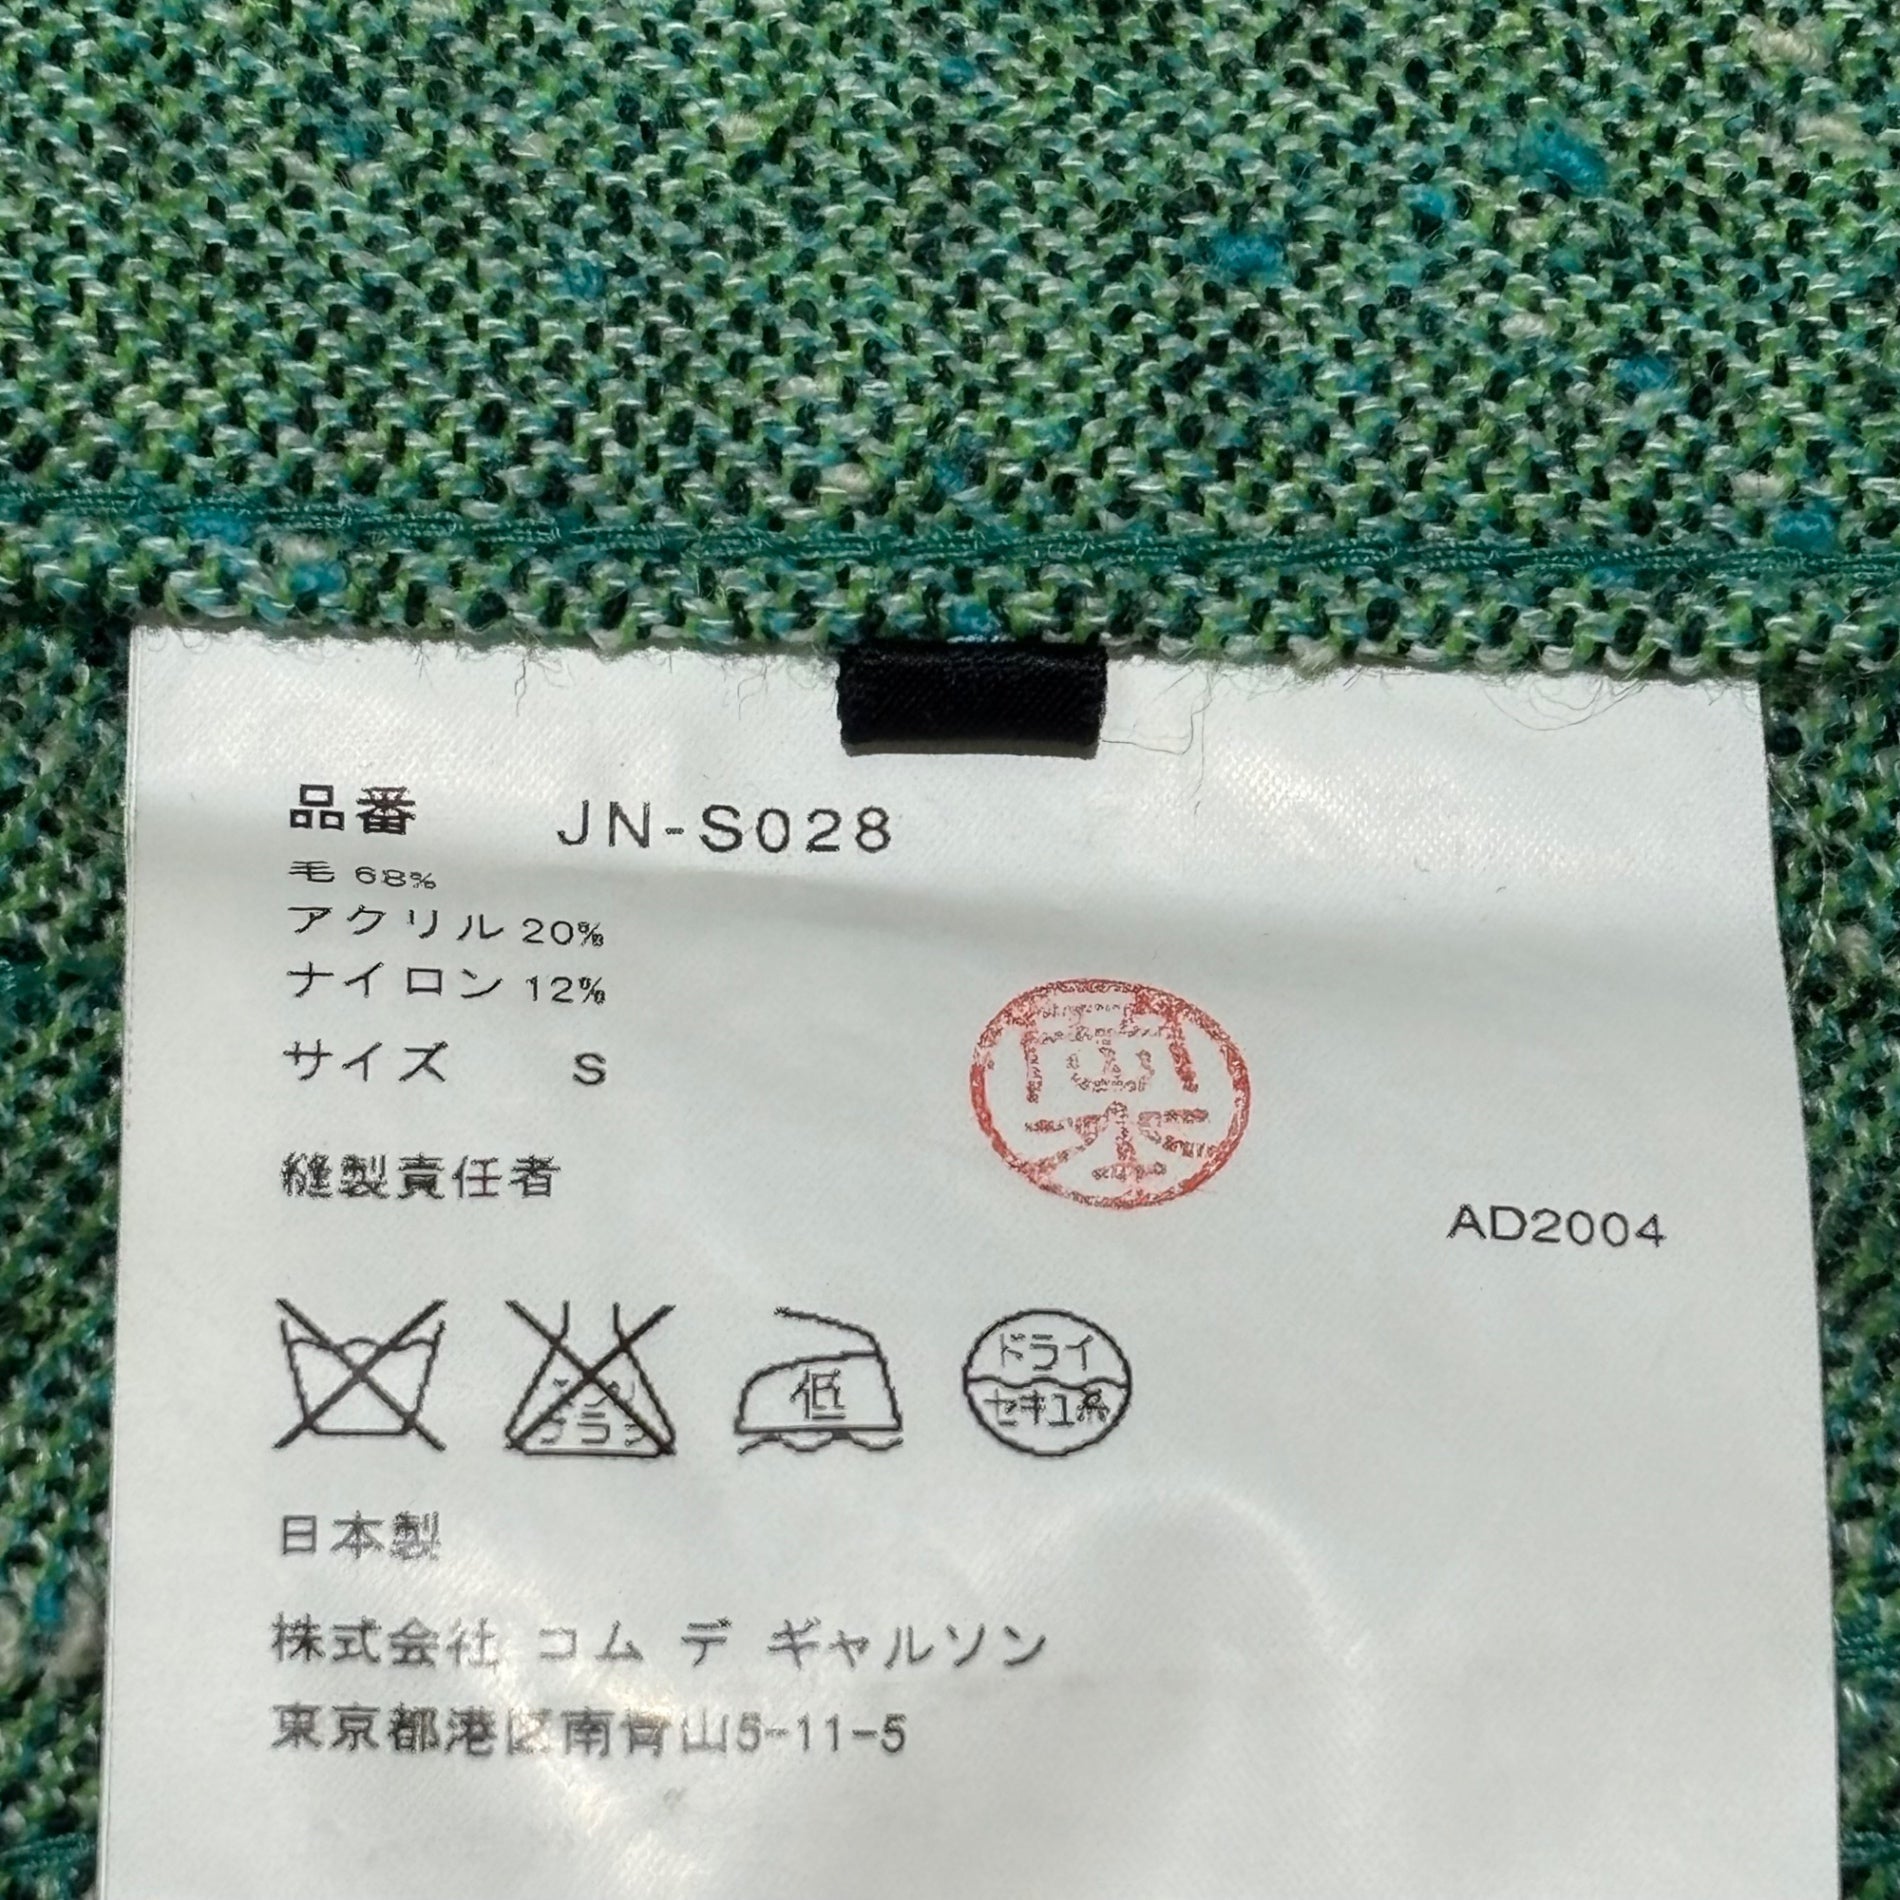 品番 JN-S028
毛 68%
アクリル 20%
ナイロン 12%
サイズ S
縫製責任者
AD2004
低
ドライ
セキユ系
日本製
株式会社 コム デ ギャルソン
東京都港区南青山5-11-5